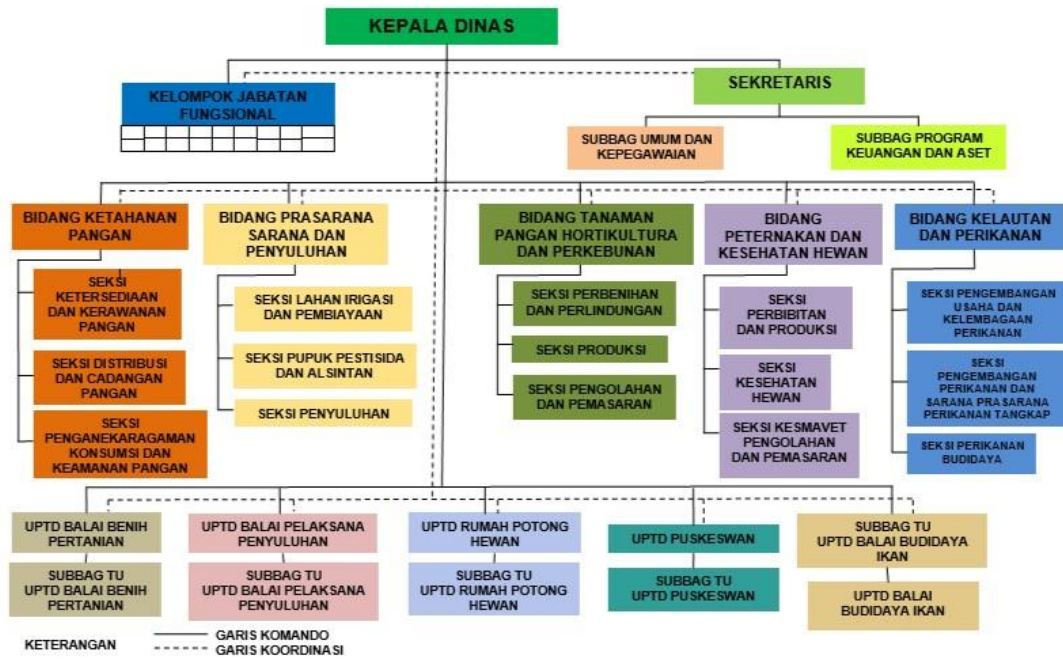 KEPALA DINAS
KELOMPOK JABATAN
FUNGSIONAL
SEKRETARIS
SUBBAG UMUM DAN
KEPEGAWAIAN
SUBBAG PROGRAM
KEUANGAN DAN ASET
BIDANG KETAHANAN
PANGAN
BIDANG PRASARANA
SARANA DAN
PENYULUHAN
BIDANG TANAMAN
PANGAN HORTIKULTURA
DAN PERKEBUNAN
BIDANG
PETERNAKAN DAN
KESEHATAN HEWAN
BIDANG KELAUTAN
DAN PERIKANAN
SEKSI
KETERSEDIAAN
DAN KERAWANAN
PANGAN
SEKSI DISTRIBUSI
DAN CADANGAN
PANGAN
SEKSI
PENGANEKARAGAMAN
KONSUMSI DAN
KEAMANAN PANGAN
SEKSI LAHAN IRIGASI
DAN PEMBIAYAAN
SEKSI PUPUK PESTISIDA
DAN ALSINTAN
SEKSI PENYULUHAN
SEKSI PERBENIHAN
DAN PERLINDUNGAN
SEKSI PRODUKSI
SEKSI PENGOLAHAN
DAN PEMASARAN
SEKSI
PERBIBITAN
DAN PRODUKSI
SEKSI
KESEHATAN
HEWAN
SEKSI KESMAVET
PENGOLAHAN
DAN PEMASARAN
SEKSI PENGEMBANGAN
USAHA DAN
KELEMBAGAAN
PERIKANAN
SEKSI
PENGEMBANGAN
PERIKANAN DAN
SARANA PRASARANA
PERIKANAN TANGKAP
SEKSI PERIKANAN
BUDIDAYA
UPTD BALAI BENIH
PERTANIAN
SUBBAG TU
UPTD BALAI BENIH
PERTANIAN
UPTD BALAI PELAKSANA
PENYULUHAN
SUBBAG TU
UPTD BALAI PELAKSANA
PENYULUHAN
UPTD RUMAH POTONG
HEWAN
SUBBAG TU
UPTD RUMAH POTONG
HEWAN
UPTD PUSKESWAN
SUBBAG TU
UPTD PUSKESWAN
SUBBAG TU
UPTD BALAI BUDIDAYA
IKAN
UPTD BALAI
BUDIDAYA IKAN
KETERANGAN
GARIS KOMANDO
GARIS KOORDINASI